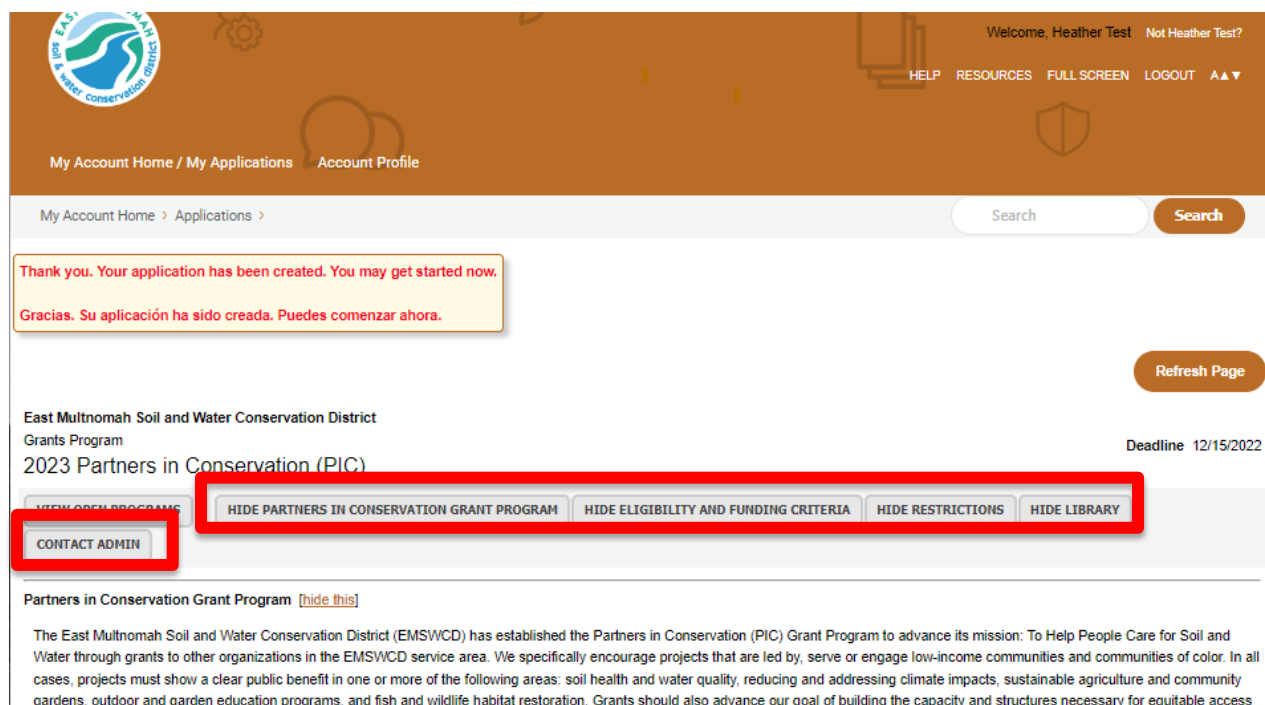 EAST MULTNOMAH
soil & water conservation district
Welcome, Heather Test Not Heather Test?
HELP RESOURCES FULL SCREEN LOGOUT A▲▼
My Account Home / My Applications Account Profile
My Account Home > Applications >
Search Search
Thank you. Your application has been created. You may get started now.
Gracias. Su aplicación ha sido creada. Puedes comenzar ahora.
Refresh Page
East Multnomah Soil and Water Conservation District
Grants Program
Deadline 12/15/2022
2023 Partners in Conservation (PIC)
VIEW OPEN PROGRAMS HIDE PARTNERS IN CONSERVATION GRANT PROGRAM HIDE ELIGIBILITY AND FUNDING CRITERIA HIDE RESTRICTIONS HIDE LIBRARY
CONTACT ADMIN
Partners in Conservation Grant Program [hide this]
The East Multnomah Soil and Water Conservation District (EMSWCD) has established the Partners in Conservation (PIC) Grant Program to advance its mission: To Help People Care for Soil and
Water through grants to other organizations in the EMSWCD service area. We specifically encourage projects that are led by, serve or engage low-income communities and communities of color. In all
cases, projects must show a clear public benefit in one or more of the following areas: soil health and water quality, reducing and addressing climate impacts, sustainable agriculture and community
gardens, outdoor and garden education programs, and fish and wildlife habitat restoration. Grants should also advance our goal of building the capacity and structures necessary for equitable access